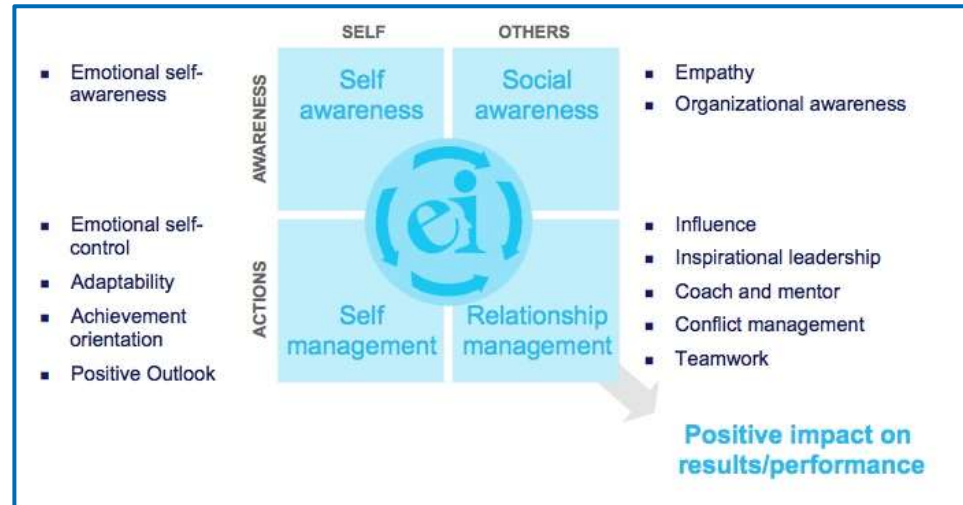 SELF
OTHERS
AWARENESS
ACTIONS
▪ Emotional self-
awareness
Self
awareness
Social
awareness
▪ Empathy
▪ Organizational awareness
ei
▪ Emotional self-
control
▪ Adaptability
▪ Achievement
orientation
▪ Positive Outlook
Self
management
Relationship
management
▪ Influence
▪ Inspirational leadership
▪ Coach and mentor
▪ Conflict management
▪ Teamwork
Positive impact on
results/performance